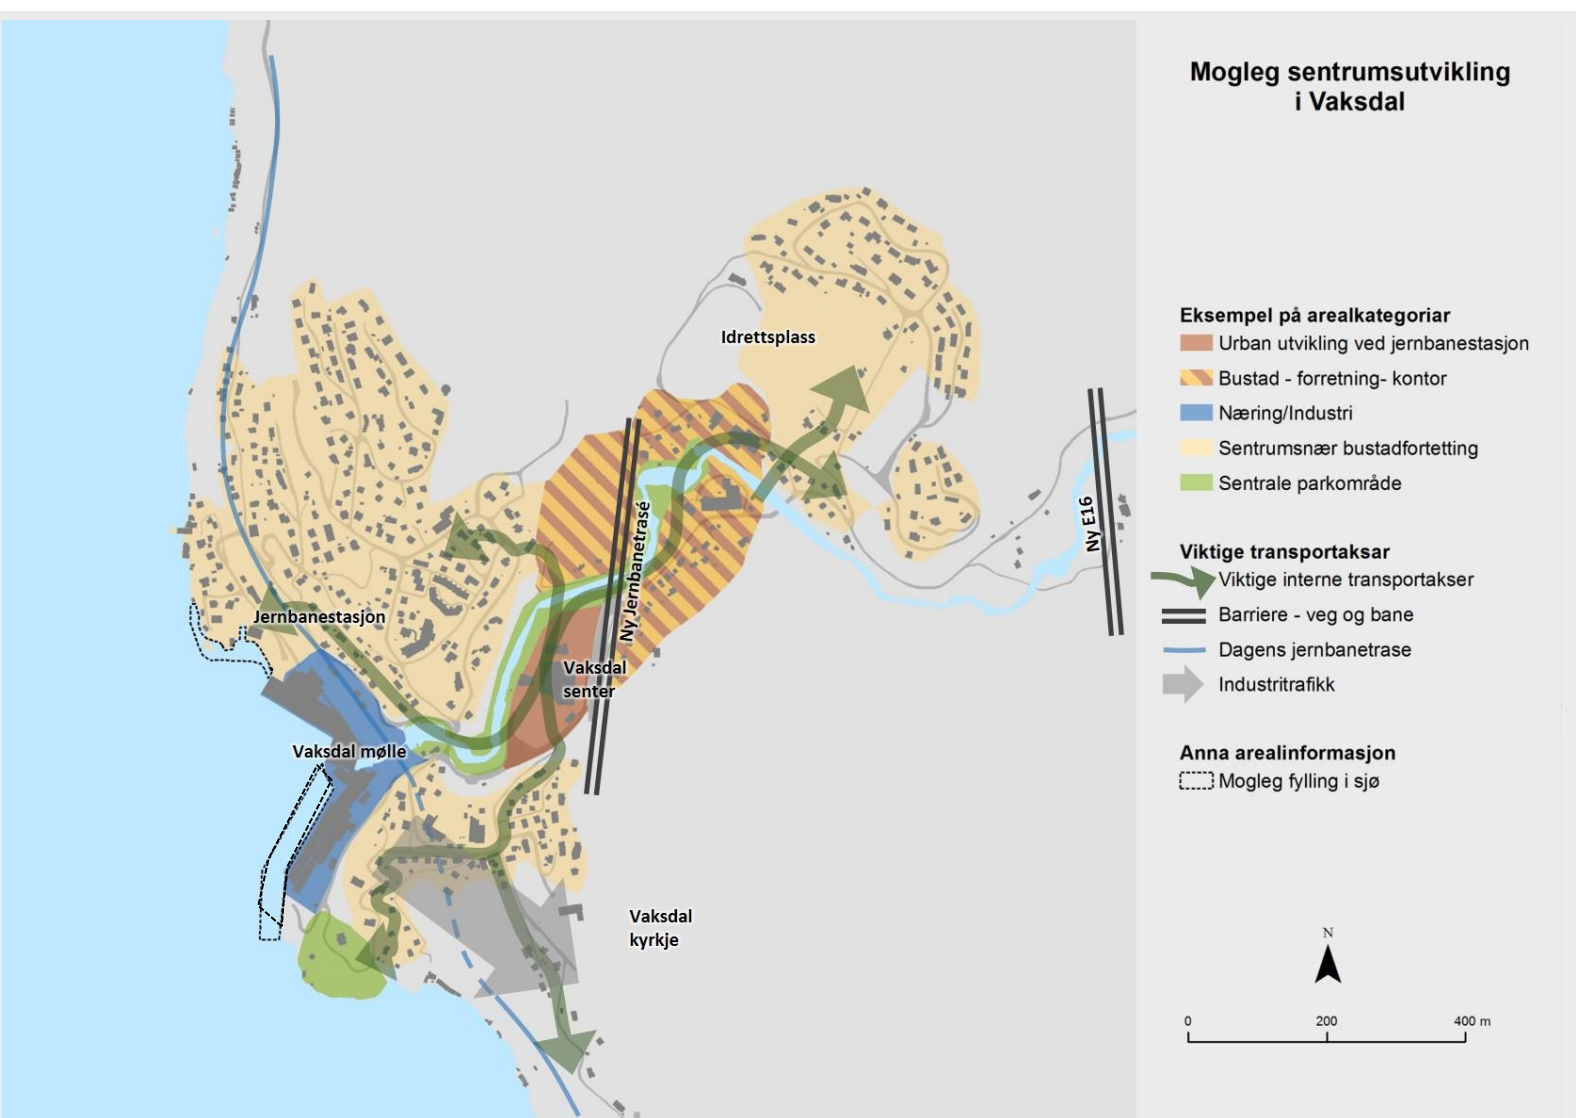 Mogleg sentrumsutvikling
i Vaksdal
Eksempel på arealkategoriar
Urban utvikling ved jernbanestasjon
Bustad - forretning- kontor
Næring/Industri
Sentrumsnær bustadfortetting
Sentrale parkområde
Viktige transportaksar
Viktige interne transportakser
Barriere - veg og bane
Dagens jernbanetrase
Industritrafikk
Anna arealinformasjon
Mogleg fylling i sjø
N
0 200 400 m
Idrettsplass
Ny E16
Ny Jernbanetrasé
Jernbanestasjon
Vaksdal
senter
Vaksdal mølle
Vaksdal
kyrkje